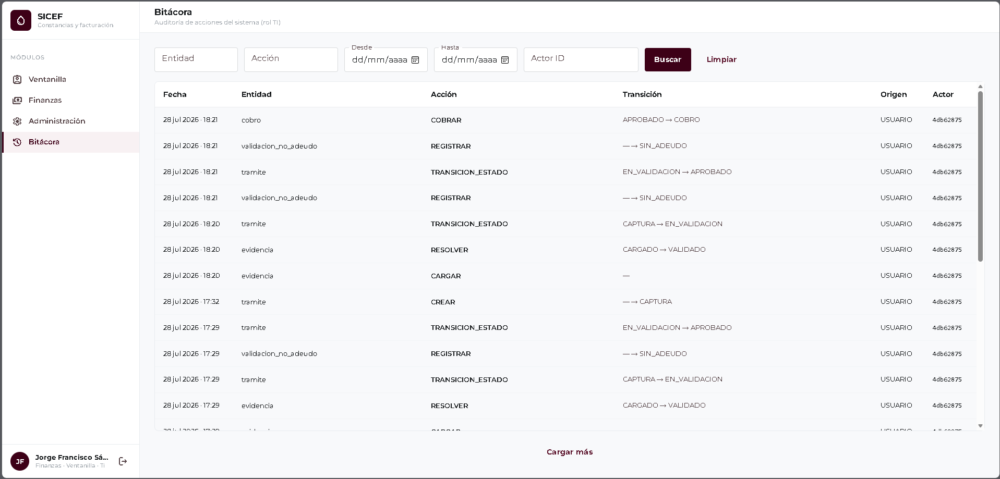 SICEF
Constancias y facturación
MÓDULOS
Ventanilla
Finanzas
Administración
Bitácora
JF
Jorge Francisco Sá...
Finanzas · Ventanilla · Ti
Bitácora
Auditoría de acciones del sistema (rol TI)
Entidad
Acción
Desde
dd/mm/aaaa
Hasta
dd/mm/aaaa
Actor ID
Buscar
Limpiar
Fecha Entidad Acción Transición Origen Actor
28 jul 2026 · 18:21 cobro COBRAR APROBADO → COBRO USUARIO 4db62875
28 jul 2026 · 18:21 validacion_no_adeudo REGISTRAR — → SIN_ADEUDO USUARIO 4db62875
28 jul 2026 · 18:21 tramite TRANSICION_ESTADO EN_VALIDACION → APROBADO USUARIO 4db62875
28 jul 2026 · 18:21 validacion_no_adeudo REGISTRAR — → SIN_ADEUDO USUARIO 4db62875
28 jul 2026 · 18:20 tramite TRANSICION_ESTADO CAPTURA → EN_VALIDACION USUARIO 4db62875
28 jul 2026 · 18:20 evidencia RESOLVER CARGADO → VALIDADO USUARIO 4db62875
28 jul 2026 · 18:20 evidencia CARGAR — USUARIO 4db62875
28 jul 2026 · 17:32 tramite CREAR — → CAPTURA USUARIO 4db62875
28 jul 2026 · 17:29 tramite TRANSICION_ESTADO EN_VALIDACION → APROBADO USUARIO 4db62875
28 jul 2026 · 17:29 validacion_no_adeudo REGISTRAR — → SIN_ADEUDO USUARIO 4db62875
28 jul 2026 · 17:29 tramite TRANSICION_ESTADO CAPTURA → EN_VALIDACION USUARIO 4db62875
28 jul 2026 · 17:29 evidencia RESOLVER CARGADO → VALIDADO USUARIO 4db62875
Cargar más